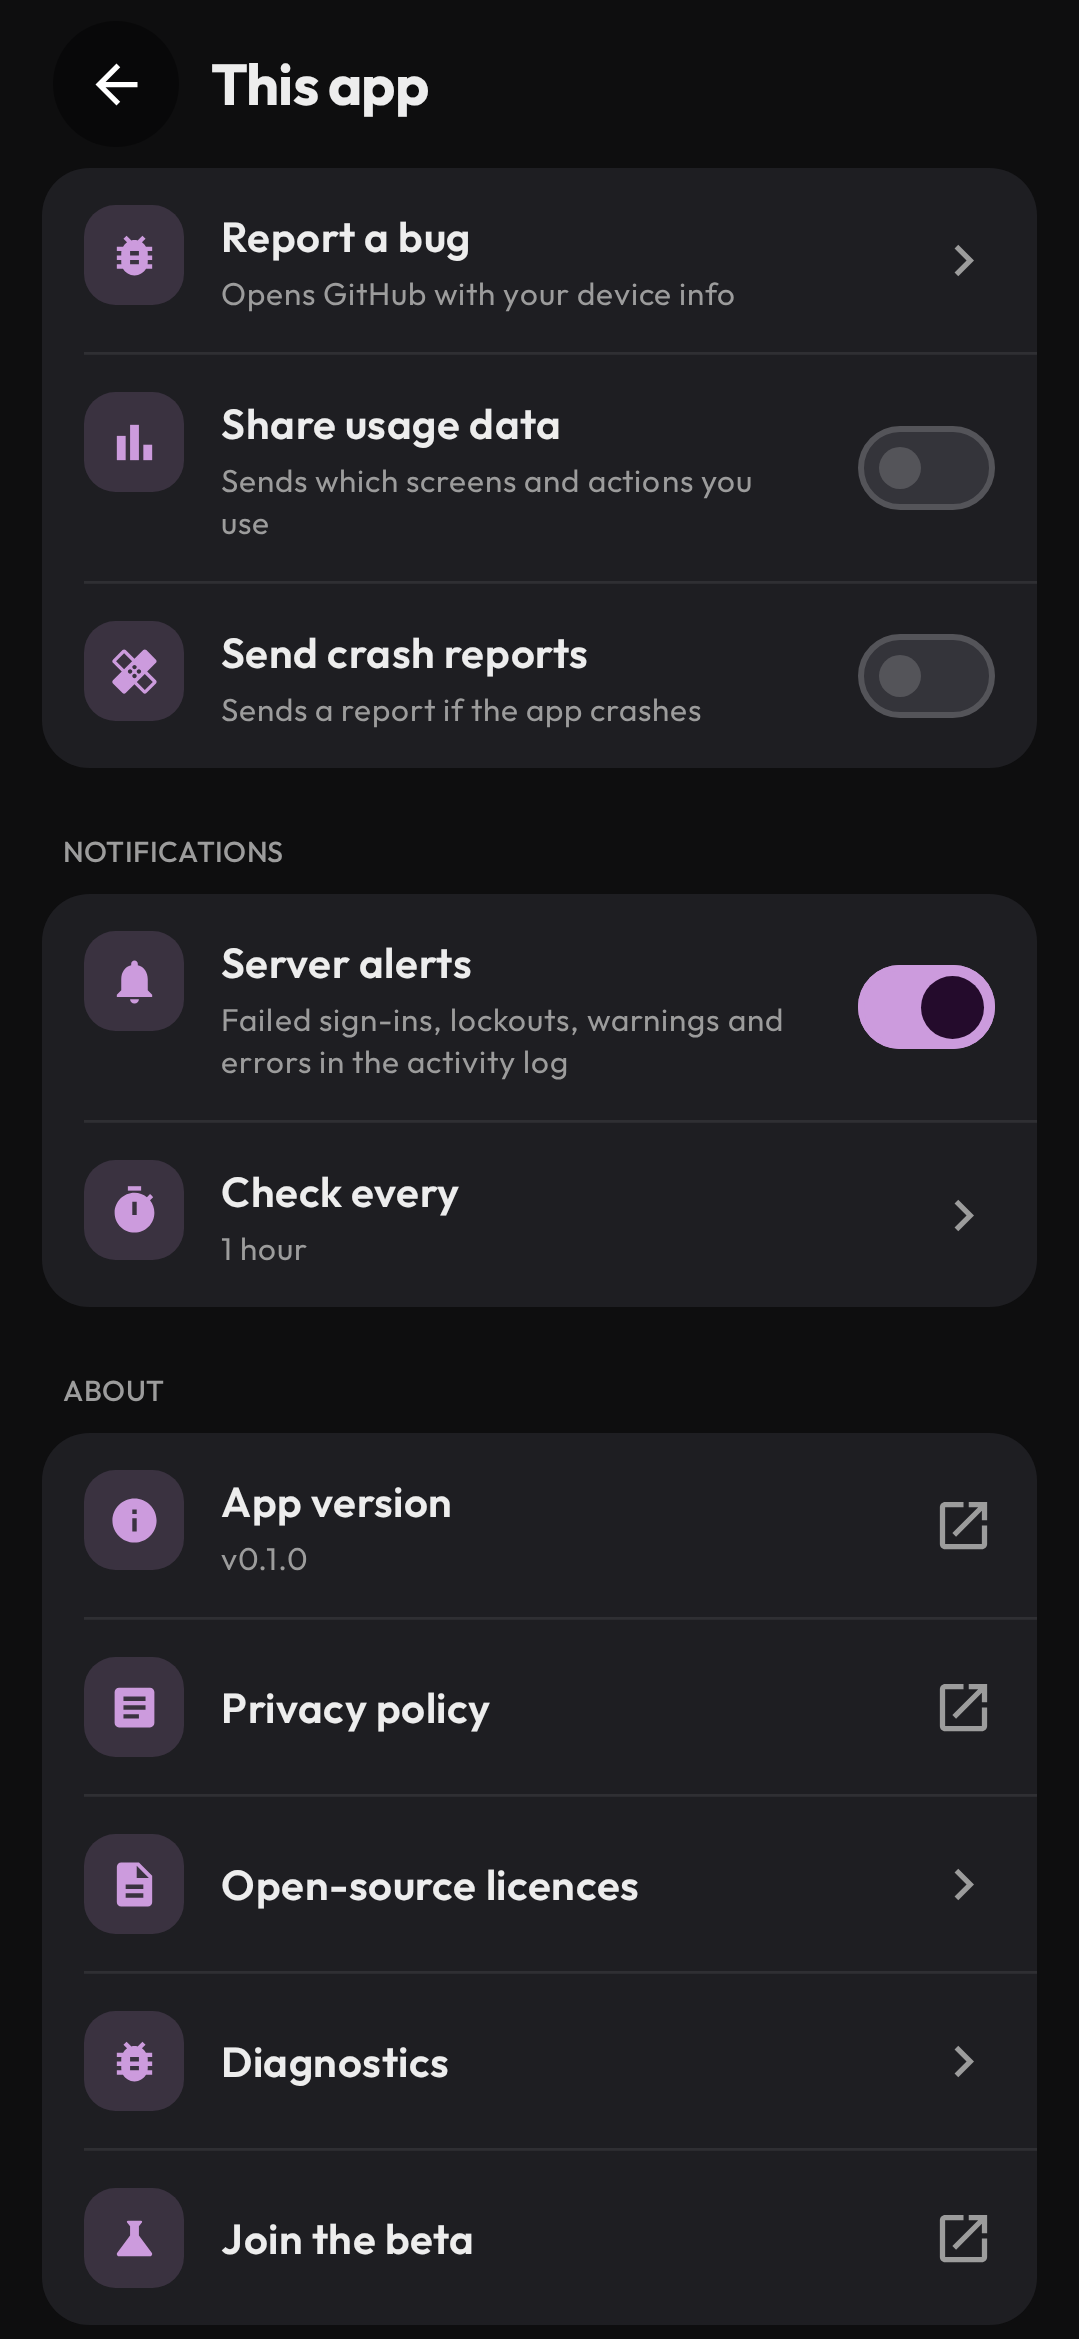 This app
Report a bug
Opens GitHub with your device info
Share usage data
Sends which screens and actions you
use
Send crash reports
Sends a report if the app crashes
NOTIFICATIONS
Server alerts
Failed sign-ins, lockouts, warnings and
errors in the activity log
Check every
1 hour
ABOUT
App version
v0.1.0
Privacy policy
Open-source licences
Diagnostics
Join the beta